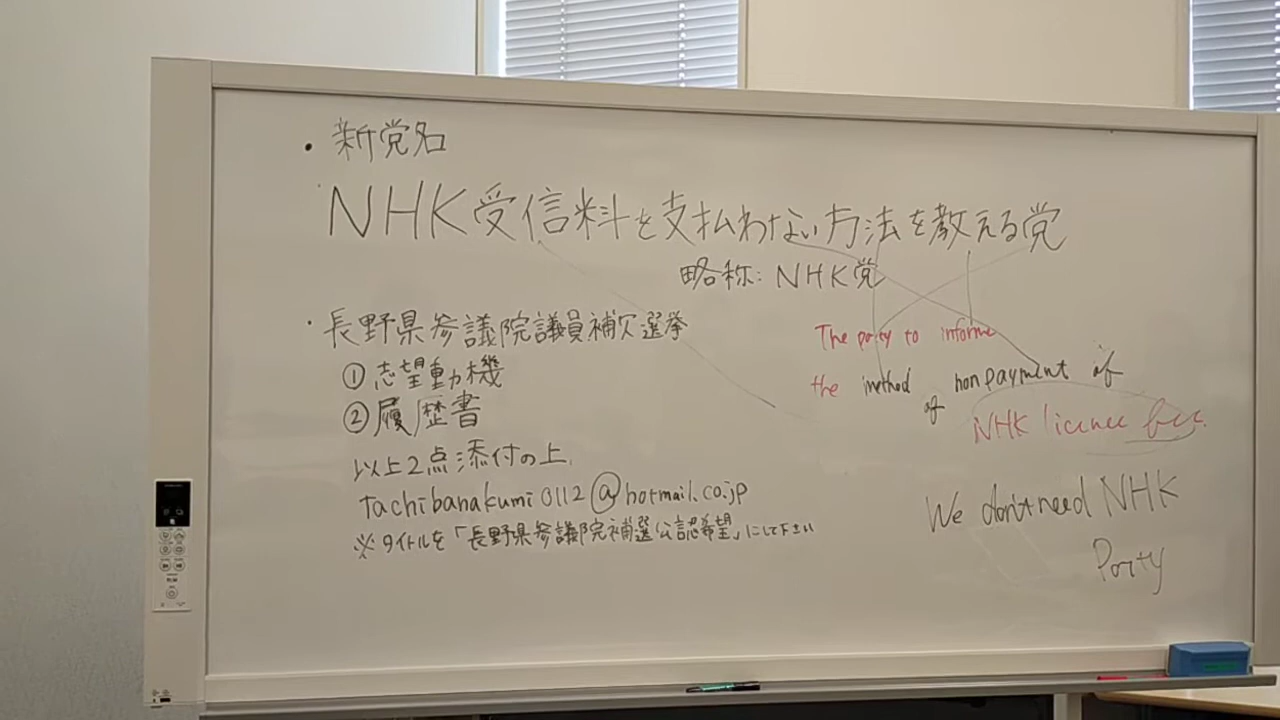 ・新党名
NHK受信料を支払わない方法を教える党
略称：NHK党
・長野県参議院議員補欠選挙
①志望動機
②履歴書
以上2点添付の上
tachibanakumi0112@hotmail.co.jp
※タイトルを「長野県参議院補選公認希望」にして下さい
The party to informe
the method of nonpayment of
NHK licence fee.
We don't need NHK
Party